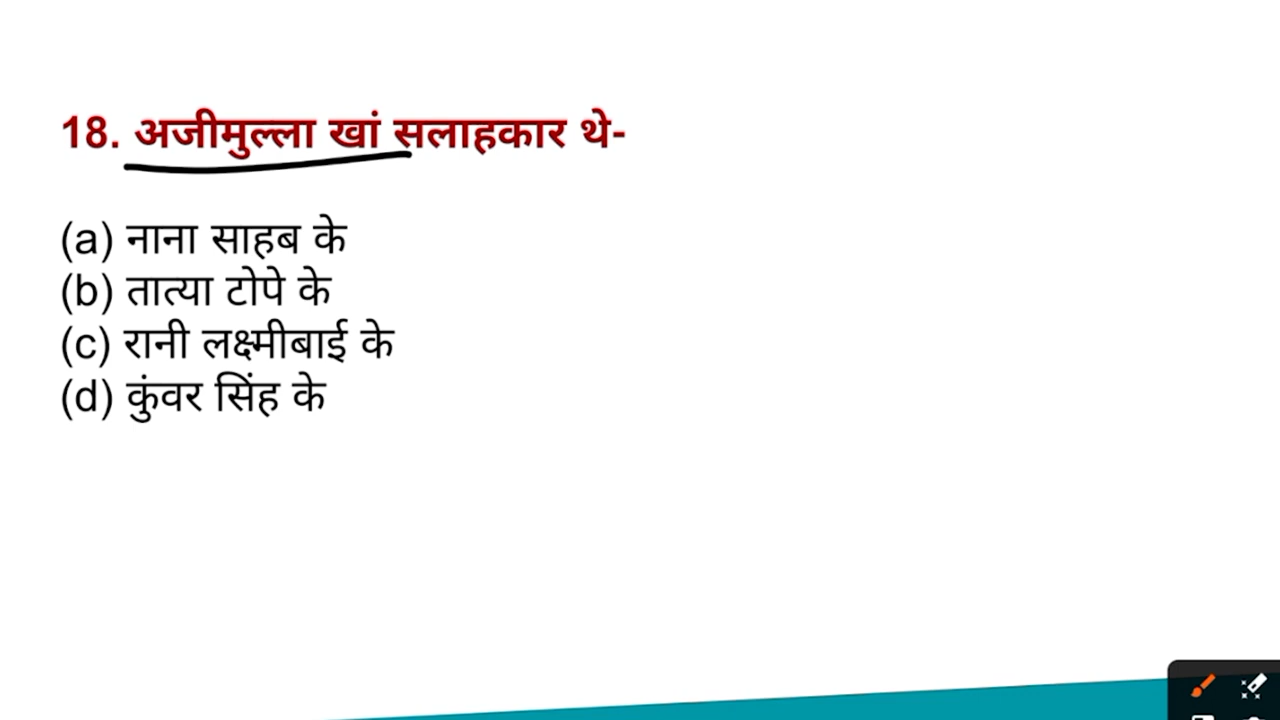 18. अजीमुल्ला खां सलाहकार थे-
(a) नाना साहब के
(b) तात्या टोपे के
(c) रानी लक्ष्मीबाई के
(d) कुंवर सिंह के